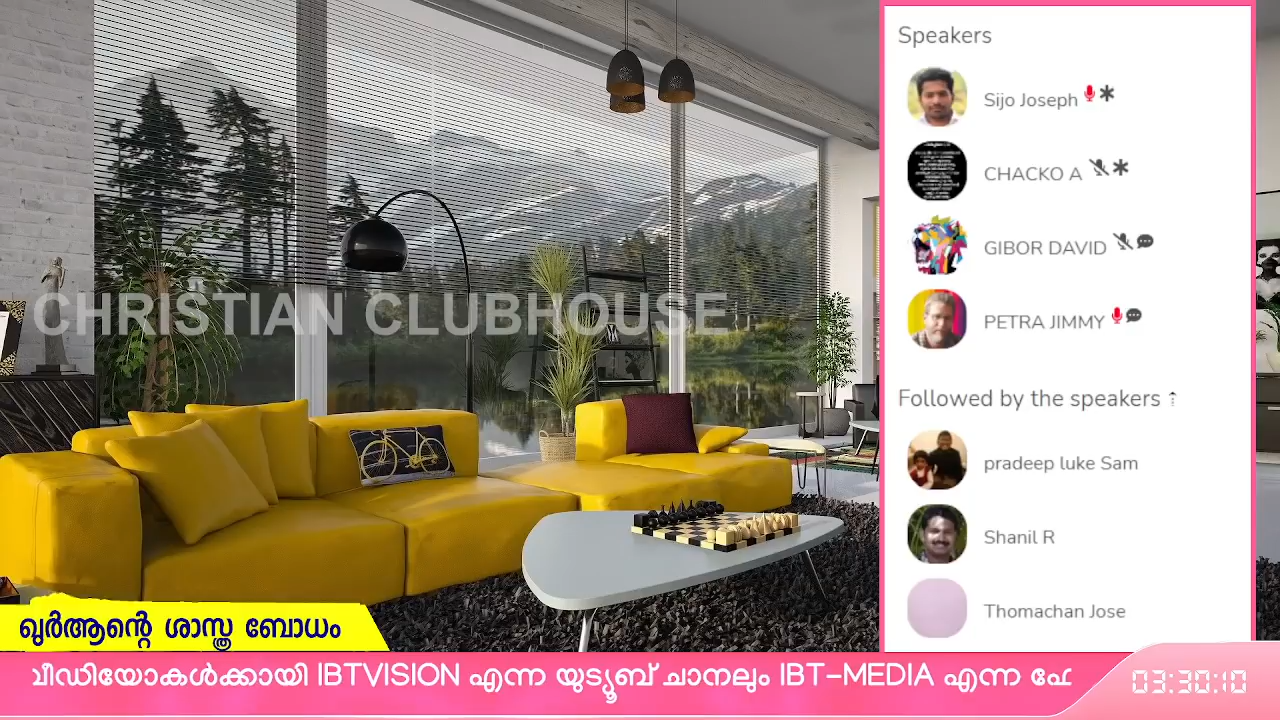 Speakers
Sijo Joseph
CHACKO A
GIBOR DAVID
PETRA JIMMY
Followed by the speakers
pradeep luke Sam
Shanil R
Thomachan Jose
CHRISTIAN CLUBHOUSE
ഖുർആന്റെ ശാസ്ത്ര ബോധം
വീഡിയോകൾക്കായി IBTVISION എന്ന യുട്യൂബ് ചാനലും IBT-MEDIA എന്ന ഫേ
03:30:10